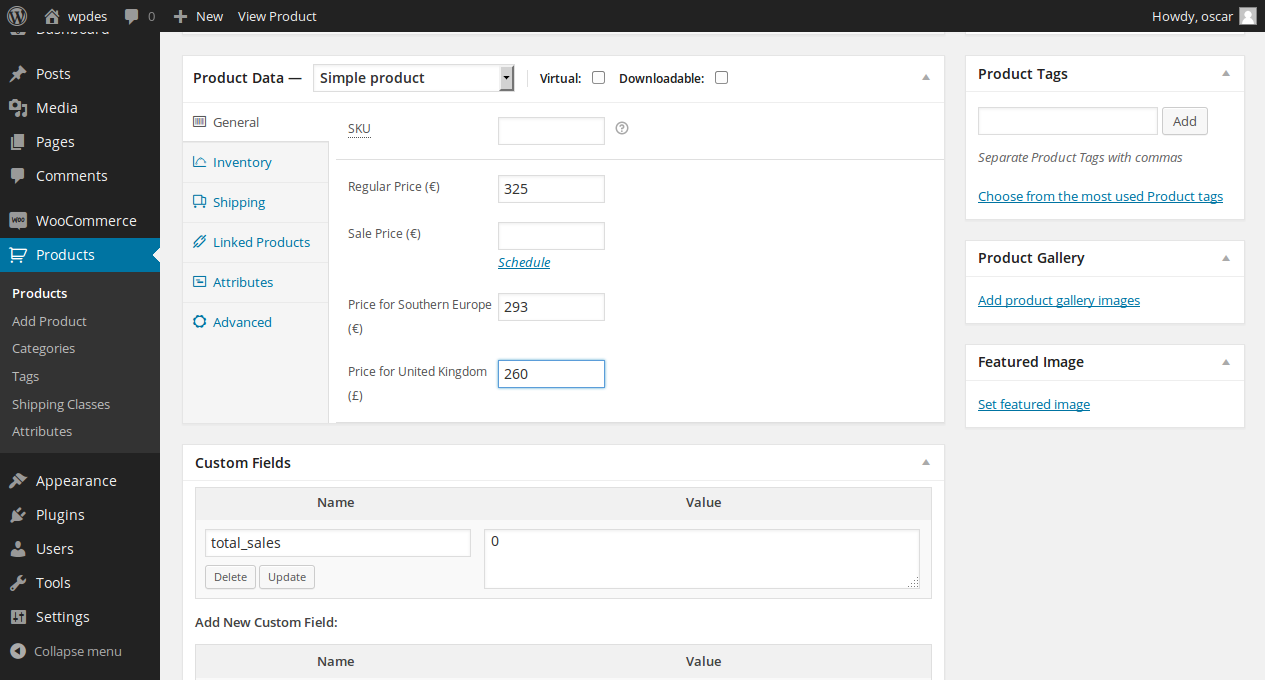 wpdes
0
New
View Product
Howdy, oscar
Dashboard
Posts
Media
Pages
Comments
WooCommerce
Products
Products
Add Product
Categories
Tags
Shipping Classes
Attributes
Appearance
Plugins
Users
Tools
Settings
Collapse menu
Product Data —
Simple product
Virtual:
Downloadable:
General
Inventory
Shipping
Linked Products
Attributes
Advanced
SKU
Regular Price (€)
325
Sale Price (€)
Schedule
Price for Southern Europe
(€)
293
Price for United Kingdom
(£)
260
Custom Fields
Name
Value
total_sales
0
Delete
Update
Add New Custom Field:
Name
Value
Product Tags
Add
Separate Product Tags with commas
Choose from the most used Product tags
Product Gallery
Add product gallery images
Featured Image
Set featured image